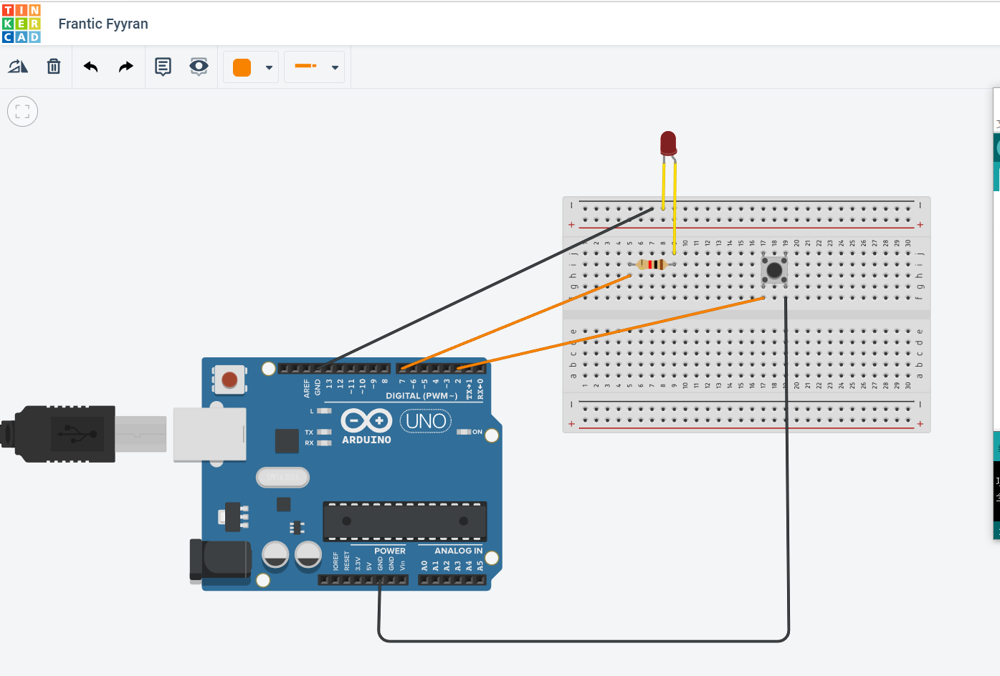 TIN
KER
CAD
Frantic Fyyran
1 2 3 4 5 6 7 8 9 10 11 12 13 14 15 16 17 18 19 20 21 22 23 24 25 26 27 28 29 30
j j
i i
h h
g g
f
e e
d d
c c
b b
a a
1 2 3 4 5 6 7 8 9 10 11 12 13 14 15 16 17 18 19 20 21 22 23 24 25 26 27 28 29 30
AREF GND 13 12 ~11 ~10 ~9 8 7 ~6 ~5 4 ~3 2 TX→1 RX←0
DIGITAL (PWM~)
L
UNO
TX
RX
ARDUINO
ON
POWER ANALOG IN
IOREF RESET 3.3V 5V GND GND Vin A0 A1 A2 A3 A4 A5